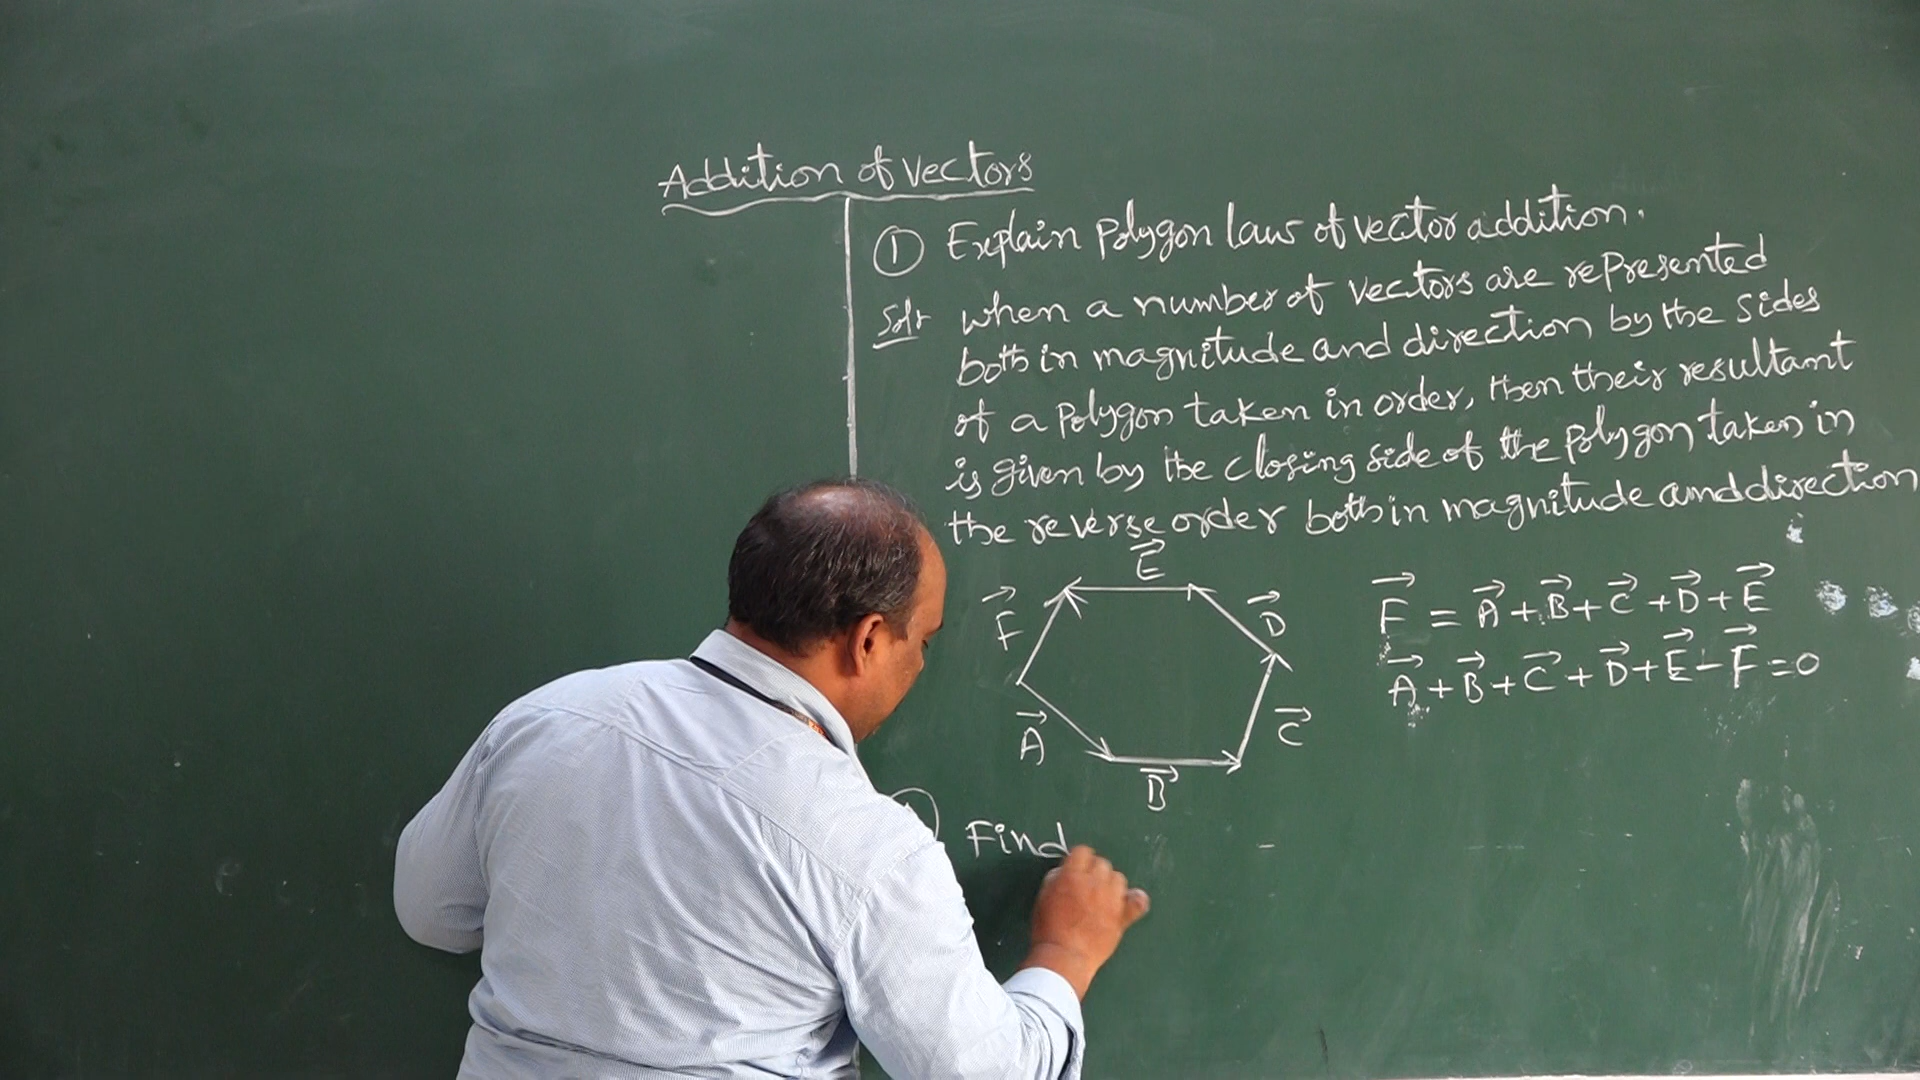 Addition of vectors
① Explain polygon law of vector addition.
Sol: when a number of vectors are represented
both in magnitude and direction by the sides
of a polygon taken in order, then their resultant
is given by the closing side of the polygon taken in
the reverse order both in magnitude and direction
E⃗
F⃗
D⃗
A⃗
C⃗
B⃗
F⃗ = A⃗ + B⃗ + C⃗ + D⃗ + E⃗
A⃗ + B⃗ + C⃗ + D⃗ + E⃗ − F⃗ = 0
Find